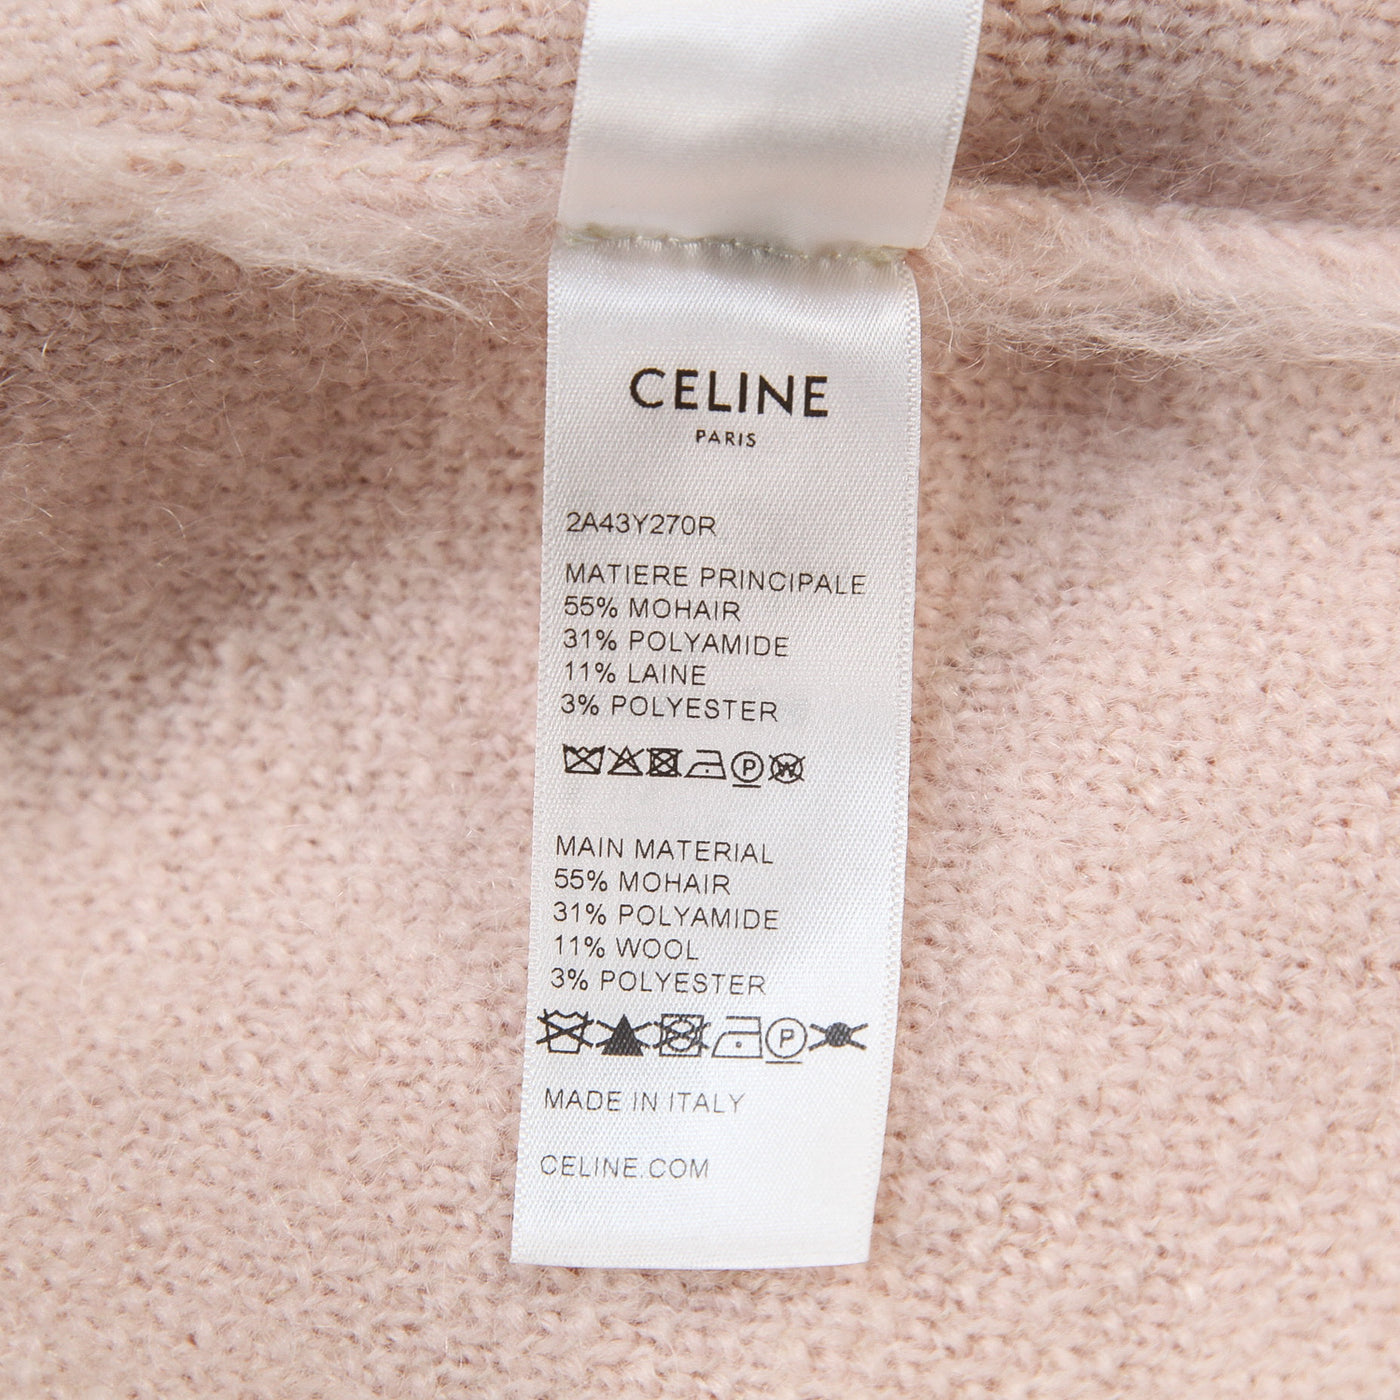 CELINE
PARIS
2A43Y270R
MATIERE PRINCIPALE
55% MOHAIR
31% POLYAMIDE
11% LAINE
3% POLYESTER
P W
MAIN MATERIAL
55% MOHAIR
31% POLYAMIDE
11% WOOL
3% POLYESTER
P
MADE IN ITALY
CELINE.COM